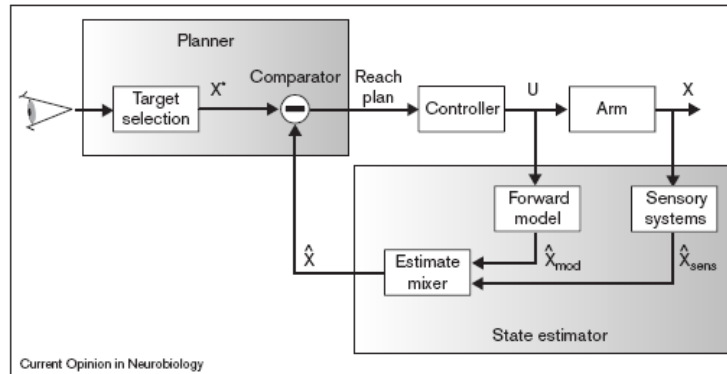 Planner
Target
selection
X*
Comparator
Reach
plan
Controller
U
Arm
X
Forward
model
Sensory
systems
X̂
Estimate
mixer
X̂mod
X̂sens
State estimator
Current Opinion in Neurobiology